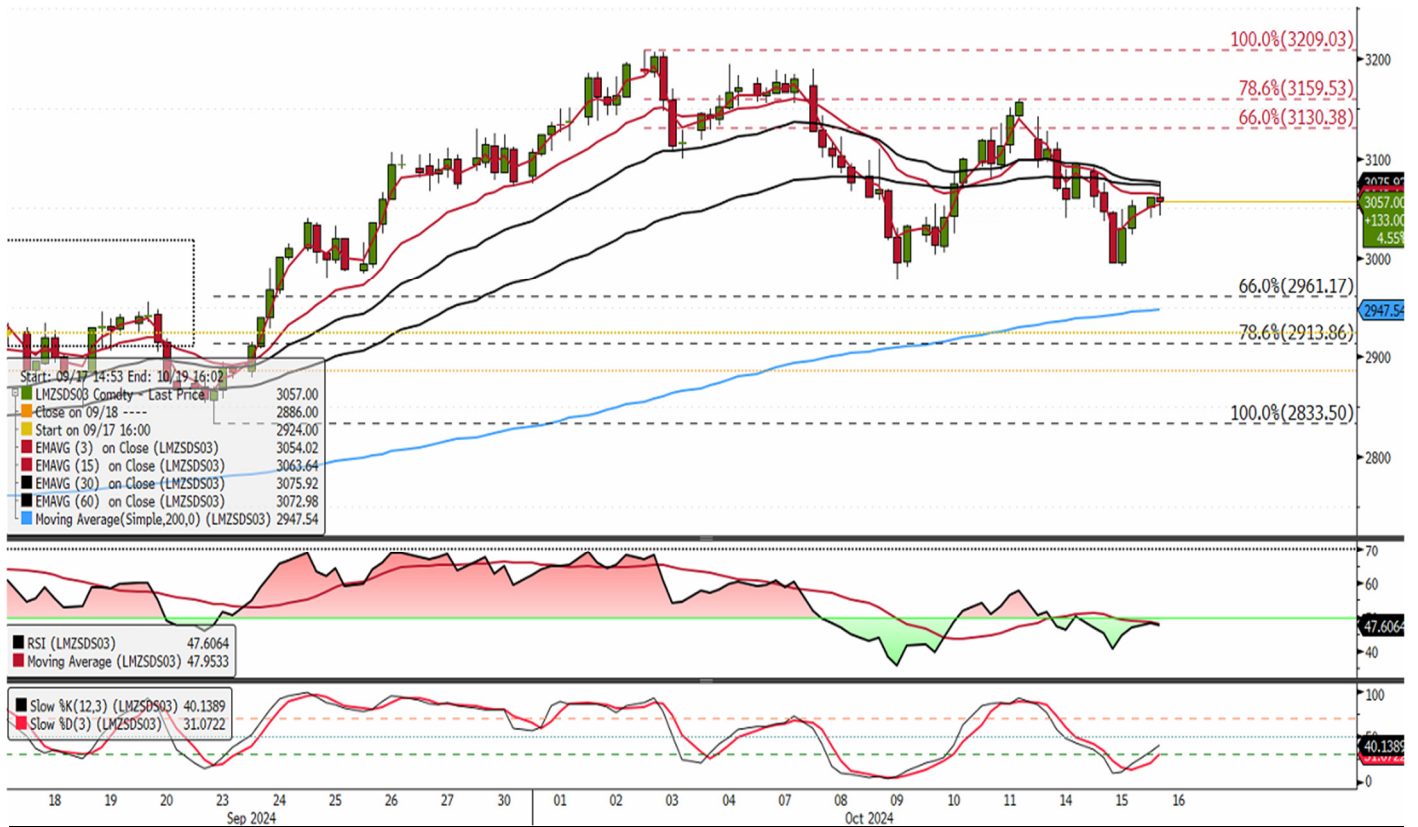 100.0%(3209.03)
3200
78.6%(3159.53)
66.0%(3130.38)
3100
3075.92
3057.00
+133.00
4.55%
3000
66.0%(2961.17)
2947.54
78.6%(2913.86)
2900
100.0%(2833.50)
2800
Start: 09/17 14:53 End: 10/19 16:02
LMZSDS03 Comdty - Last Price 3057.00
Close on 09/18 ---- 2886.00
Start on 09/17 16:00 2924.00
EMAVG (3) on Close (LMZSDS03) 3054.02
EMAVG (15) on Close (LMZSDS03) 3063.64
EMAVG (30) on Close (LMZSDS03) 3075.92
EMAVG (60) on Close (LMZSDS03) 3072.98
Moving Average(Simple,200,0) (LMZSDS03) 2947.54
70
60
47.6064
40
RSI (LMZSDS03) 47.6064
Moving Average (LMZSDS03) 47.9533
100
40.1389
31.0722
0
Slow %K(12,3) (LMZSDS03) 40.1389
Slow %D(3) (LMZSDS03) 31.0722
18 19 20 23 24 25 26 27 30 01 02 03 04 07 08 09 10 11 14 15 16
Sep 2024 Oct 2024